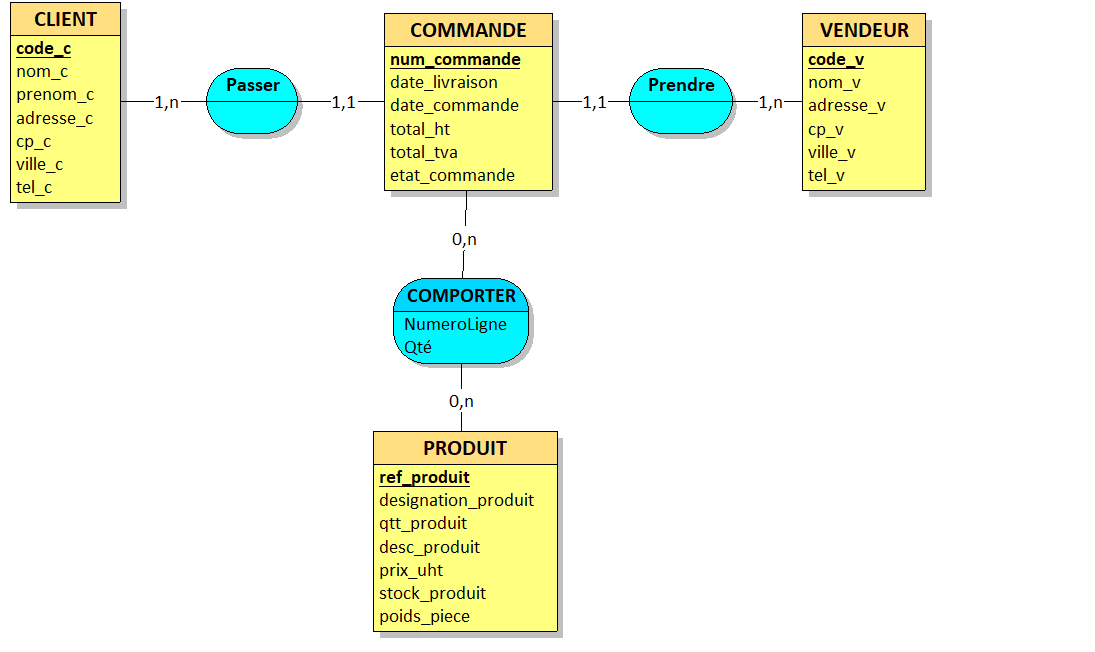 CLIENT
code_c
nom_c
prenom_c
adresse_c
cp_c
ville_c
tel_c
1,n
Passer
1,1
COMMANDE
num_commande
date_livraison
date_commande
total_ht
total_tva
etat_commande
1,1
Prendre
1,n
VENDEUR
code_v
nom_v
adresse_v
cp_v
ville_v
tel_v
0,n
COMPORTER
NumeroLigne
Qté
0,n
PRODUIT
ref_produit
designation_produit
qtt_produit
desc_produit
prix_uht
stock_produit
poids_piece